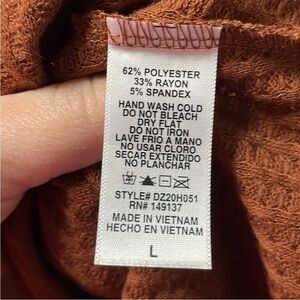 62% POLYESTER
33% RAYON
5% SPANDEX
HAND WASH COLD
DO NOT BLEACH
DRY FLAT
DO NOT IRON
LAVE FRIO A MANO
NO USAR CLORO
SECAR EXTENDIDO
NO PLANCHAR
STYLE# DZ20H051
RN# 149137
MADE IN VIETNAM
HECHO EN VIETNAM
L